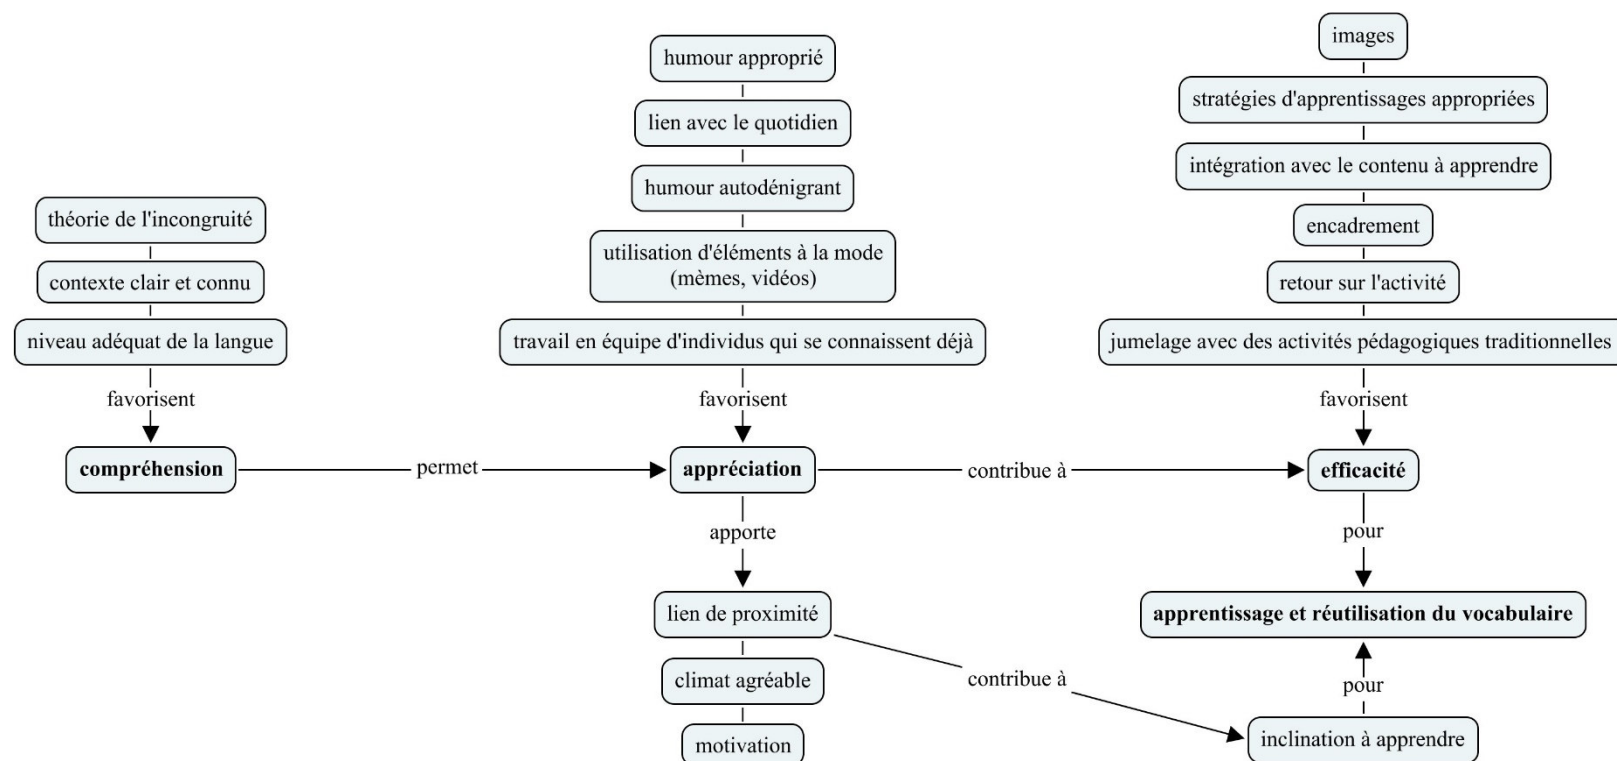 théorie de l'incongruité
contexte clair et connu
niveau adéquat de la langue
favorisent
compréhension
permet
humour approprié
lien avec le quotidien
humour autodénigrant
utilisation d'éléments à la mode
(mèmes, vidéos)
travail en équipe d'individus qui se connaissent déjà
favorisent
appréciation
contribue à
apporte
lien de proximité
climat agréable
motivation
contribue à
images
stratégies d'apprentissages appropriées
intégration avec le contenu à apprendre
encadrement
retour sur l'activité
jumelage avec des activités pédagogiques traditionnelles
favorisent
efficacité
pour
apprentissage et réutilisation du vocabulaire
pour
inclination à apprendre